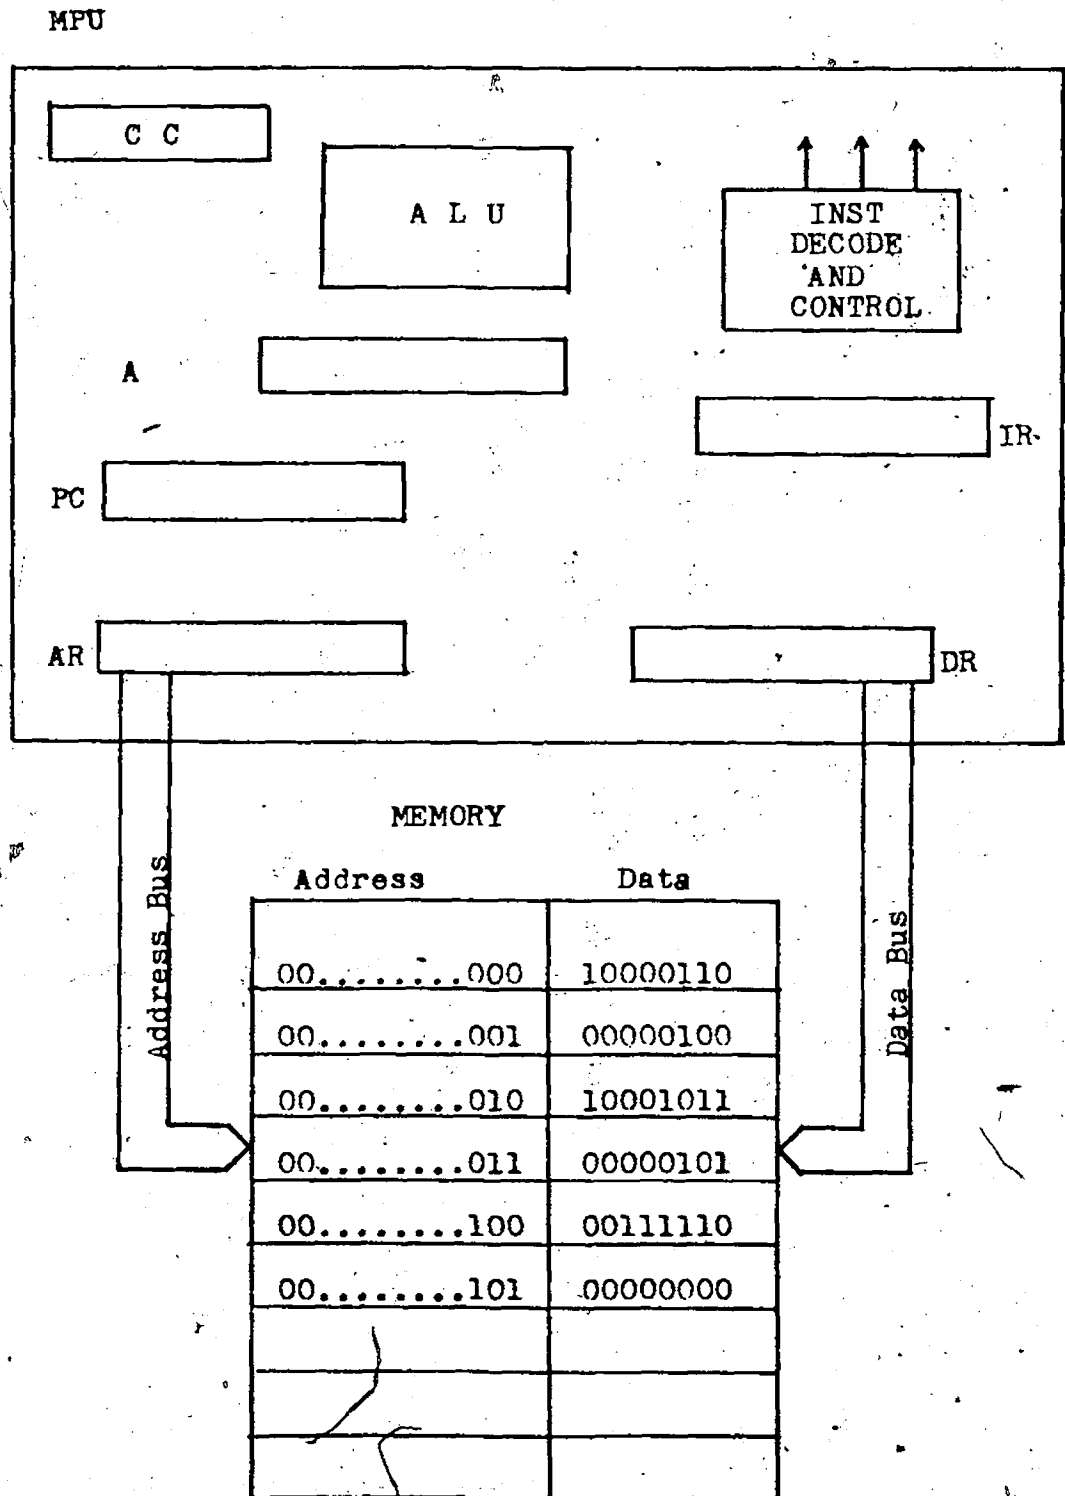 MPU
C C
A L U
INST
DECODE
AND
CONTROL
A
IR
PC
AR
DR
MEMORY
Address Data
Address Bus
Data Bus
00........000 10000110
00........001 00000100
00........010 10001011
00........011 00000101
00........100 00111110
00........101 00000000